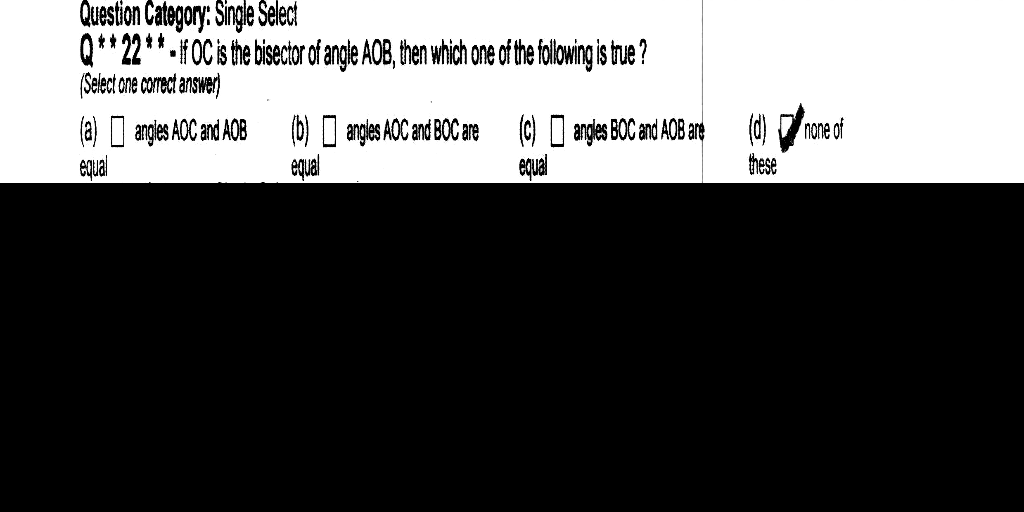 Question Category: Single Select
Q * * 22 * * - If OC is the bisector of angle AOB, then which one of the following is true ?
(Select one correct answer)
(a) angles AOC and AOB (b) angles AOC and BOC are (c) angles BOC and AOB are (d) none of
equal equal equal these